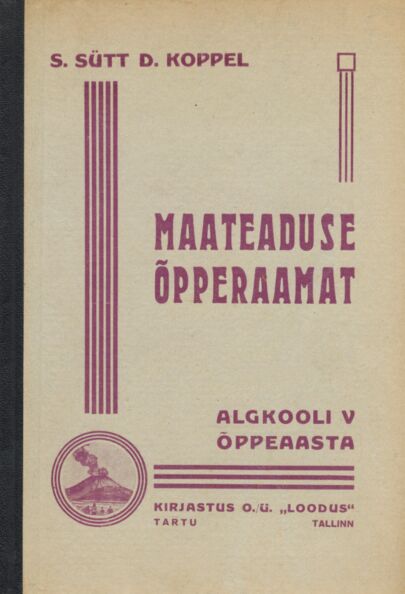 S. SÜTT D. KOPPEL
MAATEADUSE
ÕPPERAAMAT
ALGKOOLI V
ÕPPEAASTA
KIRJASTUS O./Ü. „LOODUS“
TARTU TALLINN